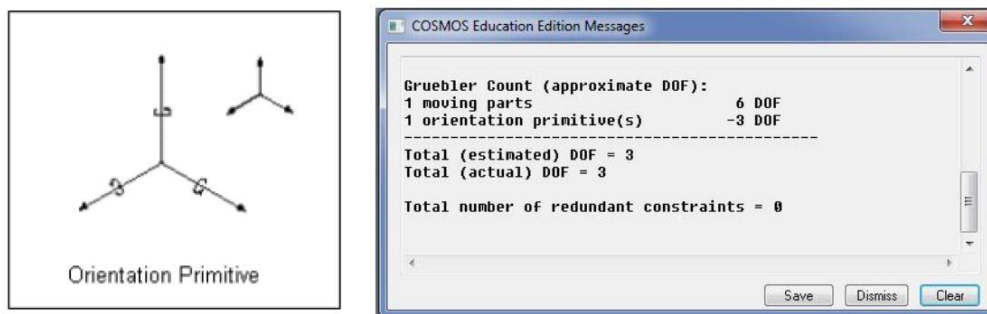 Orientation Primitive
COSMOS Education Edition Messages
Gruebler Count (approximate DOF):
1 moving parts 6 DOF
1 orientation primitive(s) -3 DOF
--------------------------------------------------
Total (estimated) DOF = 3
Total (actual) DOF = 3
Total number of redundant constraints = 0
Save Dismiss Clear